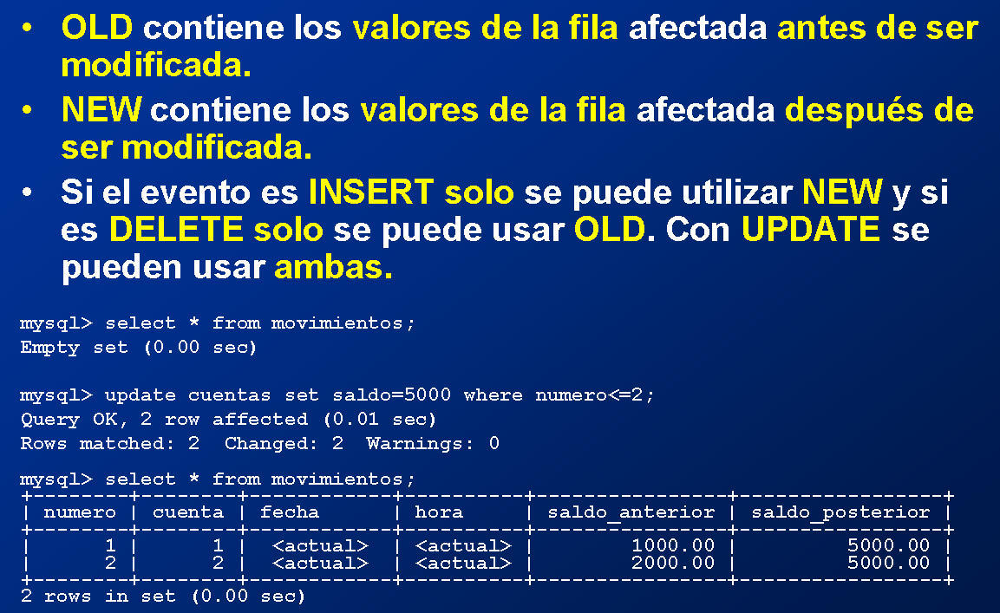 • OLD contiene los valores de la fila afectada antes de ser
modificada.
• NEW contiene los valores de la fila afectada después de
ser modificada.
• Si el evento es INSERT solo se puede utilizar NEW y si
es DELETE solo se puede usar OLD. Con UPDATE se
pueden usar ambas.
mysql> select * from movimientos;
Empty set (0.00 sec)
mysql> update cuentas set saldo=5000 where numero<=2;
Query OK, 2 row affected (0.01 sec)
Rows matched: 2  Changed: 2  Warnings: 0
mysql> select * from movimientos;
+--------+--------+------------+----------+----------------+-----------------+
| numero | cuenta | fecha      | hora     | saldo_anterior | saldo_posterior |
+--------+--------+------------+----------+----------------+-----------------+
|      1 |      1 |  <actual>  | <actual> |        1000.00 |         5000.00 |
|      2 |      2 |  <actual>  | <actual> |        2000.00 |         5000.00 |
+--------+--------+------------+----------+----------------+-----------------+
2 rows in set (0.00 sec)